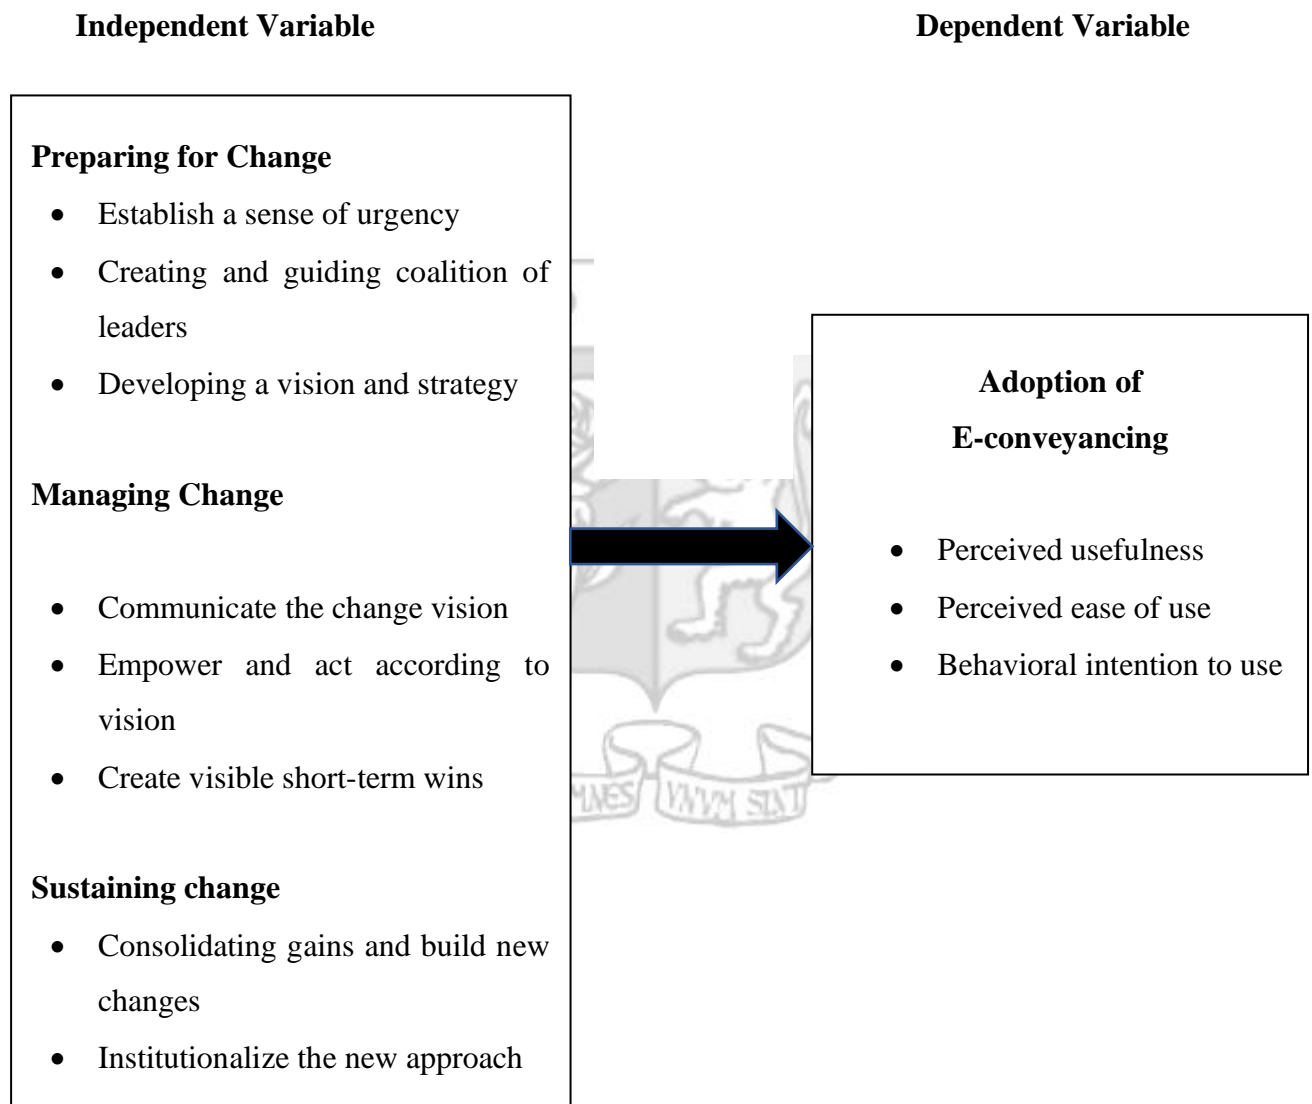 Independent Variable
Dependent Variable
Preparing for Change
• Establish a sense of urgency
• Creating and guiding coalition of
leaders
• Developing a vision and strategy
Managing Change
• Communicate the change vision
• Empower and act according to
vision
• Create visible short-term wins
Sustaining change
• Consolidating gains and build new
changes
• Institutionalize the new approach
Adoption of
E-conveyancing
• Perceived usefulness
• Perceived ease of use
• Behavioral intention to use
VNVM SINT